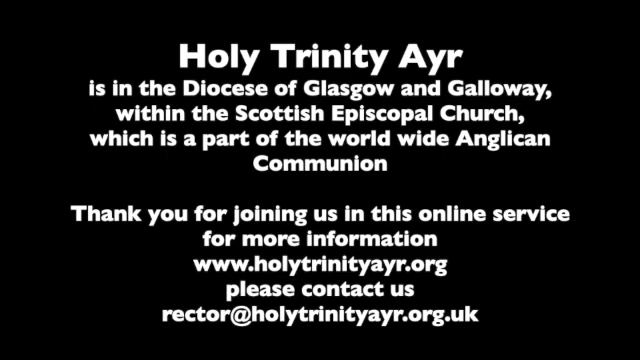 Holy Trinity Ayr
is in the Diocese of Glasgow and Galloway,
within the Scottish Episcopal Church,
which is a part of the world wide Anglican
Communion
Thank you for joining us in this online service
for more information
www.holytrinityayr.org
please contact us
rector@holytrinityayr.org.uk